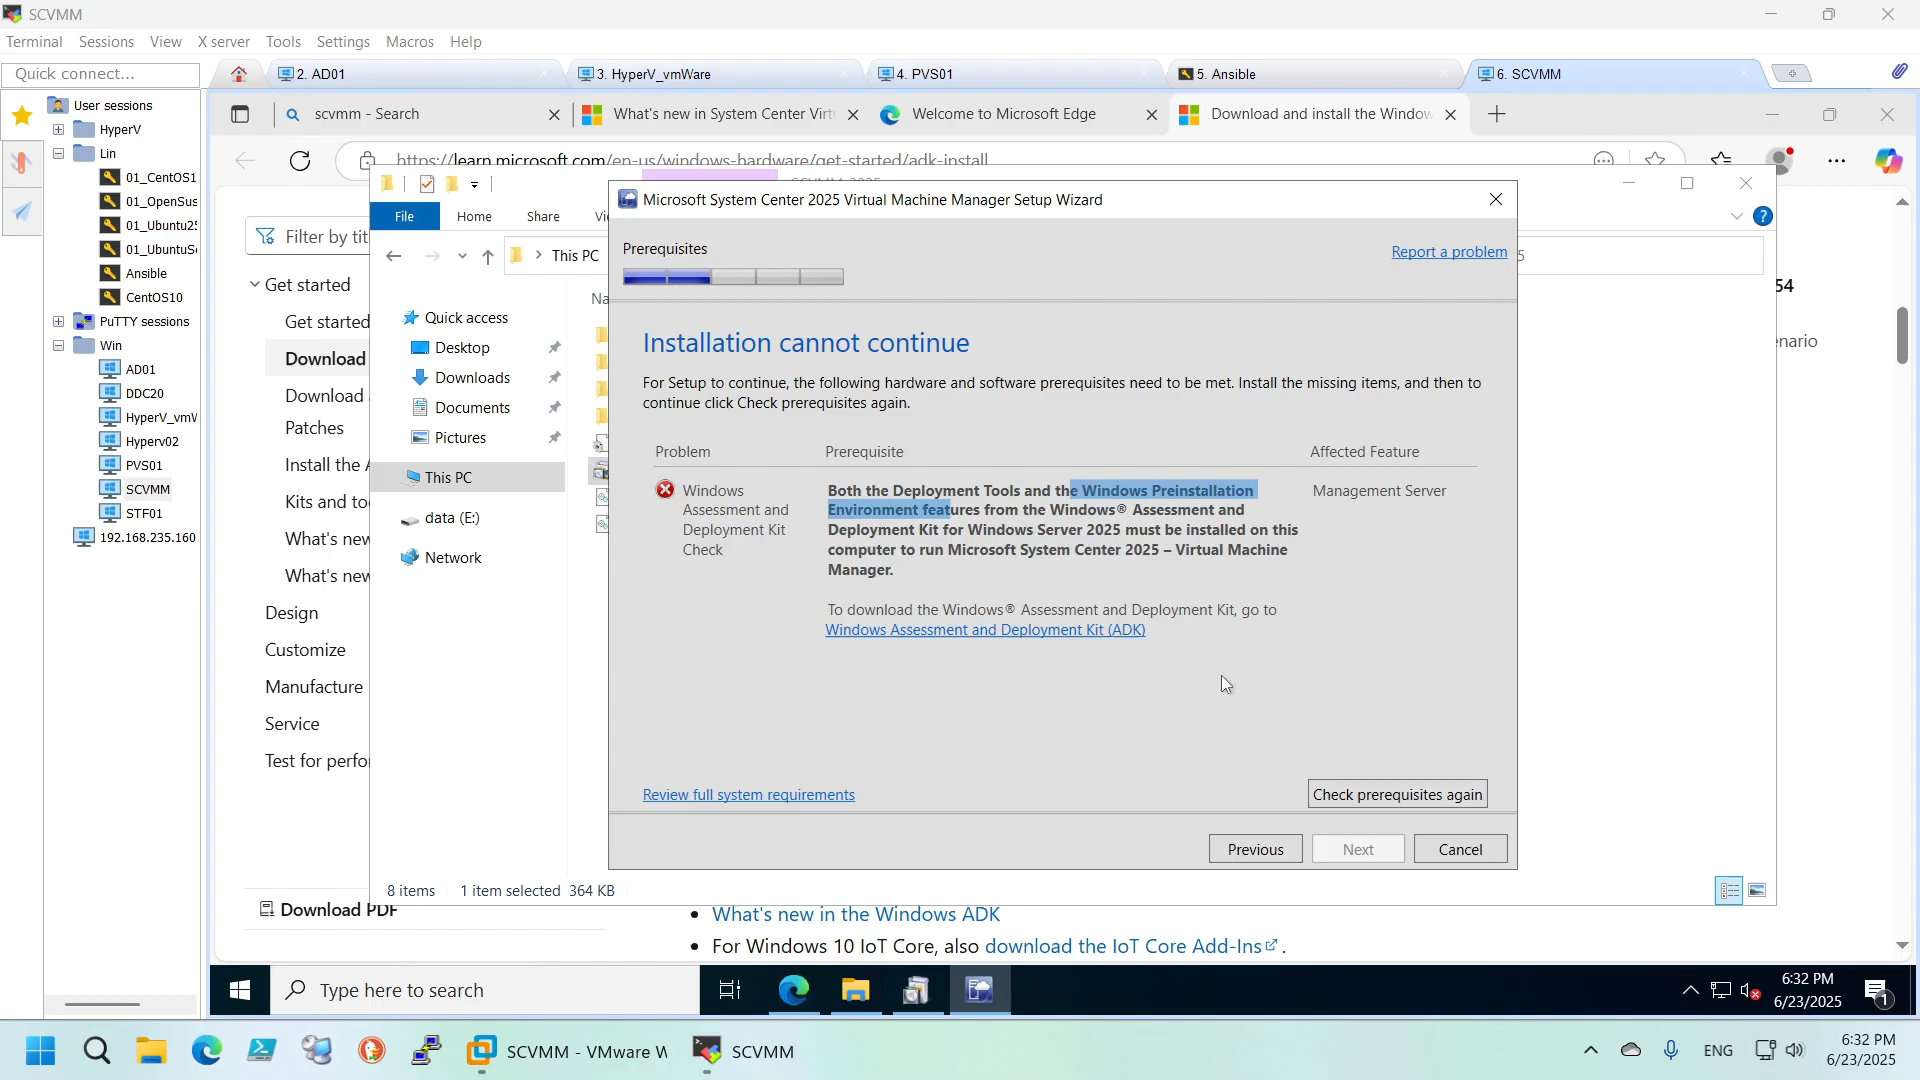 SCVMM
Terminal Sessions View X server Tools Settings Macros Help
Quick connect...
2. AD01
3. HyperV_vmWare
4. PVS01
5. Ansible
6. SCVMM
User sessions
HyperV
Lin
01_CentOS1
01_OpenSus
01_Ubuntu25
01_UbuntuSe
Ansible
CentOS10
PuTTY sessions
Win
AD01
DDC20
HyperV_vmW
Hyperv02
PVS01
SCVMM
STF01
192.168.235.160
scvmm - Search
What's new in System Center Virt
Welcome to Microsoft Edge
Download and install the Window
https://learn.microsoft.com/en-us/windows-hardware/get-started/adk-install
Filter by tit
Get started
Get started
Download
Download
Patches
Install the A
Kits and to
What's new
What's new
Design
Customize
Manufacture
Service
Test for perfo
Download PDF
SCVMM 2025
File Home Share Vi
This PC
5
54
enario
Na
Quick access
Desktop
Downloads
Documents
Pictures
This PC
data (E:)
Network
8 items 1 item selected 364 KB
Microsoft System Center 2025 Virtual Machine Manager Setup Wizard
Prerequisites
Report a problem
Installation cannot continue
For Setup to continue, the following hardware and software prerequisites need to be met. Install the missing items, and then to
continue click Check prerequisites again.
Problem Prerequisite Affected Feature
Windows
Assessment and
Deployment Kit
Check
Both the Deployment Tools and the Windows Preinstallation
Environment features from the Windows® Assessment and
Deployment Kit for Windows Server 2025 must be installed on this
computer to run Microsoft System Center 2025 – Virtual Machine
Manager.
Management Server
To download the Windows® Assessment and Deployment Kit, go to
Windows Assessment and Deployment Kit (ADK)
Review full system requirements
Check prerequisites again
Previous Next Cancel
What's new in the Windows ADK
For Windows 10 IoT Core, also download the IoT Core Add-Ins .
Type here to search
6:32 PM
6/23/2025
1
SCVMM - VMware W
SCVMM
ENG
6:32 PM
6/23/2025